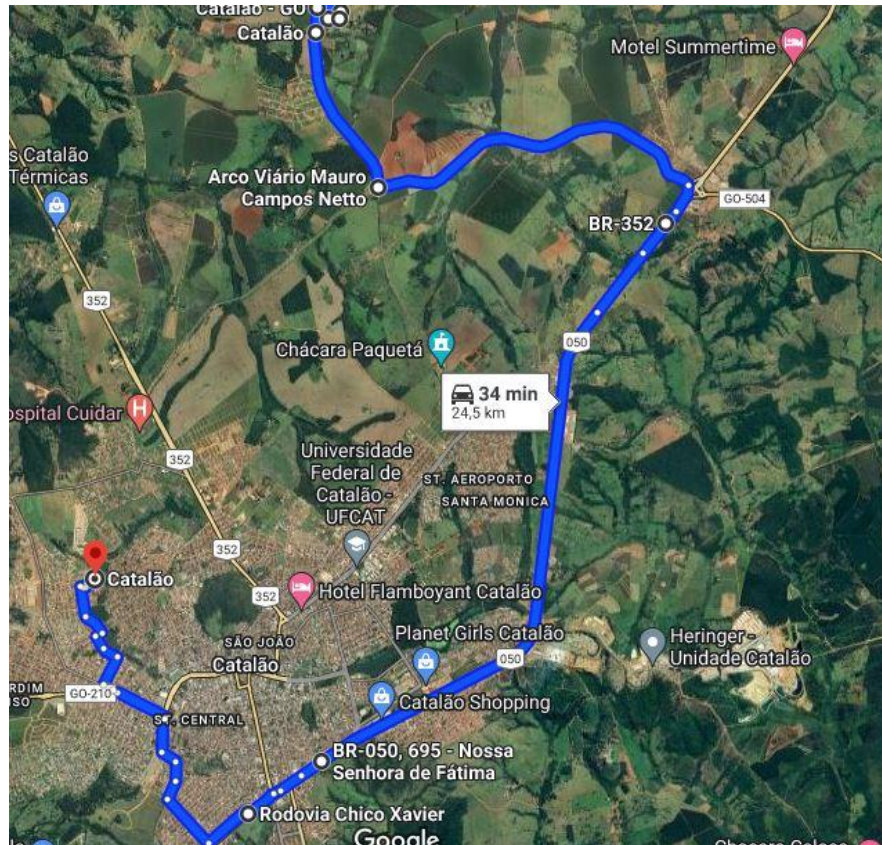 Catalão - GO
Catalão
Motel Summertime
s Catalão
Térmicas
Arco Viário Mauro
Campos Netto
GO-504
BR-352
352
050
Chácara Paquetá
34 min
24,5 km
ospital Cuidar
352
Universidade
Federal de
Catalão -
UFCAT
ST. AEROPORTO
SANTA MONICA
352
Catalão
352
Hotel Flamboyant Catalão
SÃO JOÃO
Catalão
Planet Girls Catalão
050
Heringer -
Unidade Catalão
RDIM
ISO
GO-210
Catalão Shopping
ST. CENTRAL
BR-050, 695 - Nossa
Senhora de Fátima
Rodovia Chico Xavier
Google